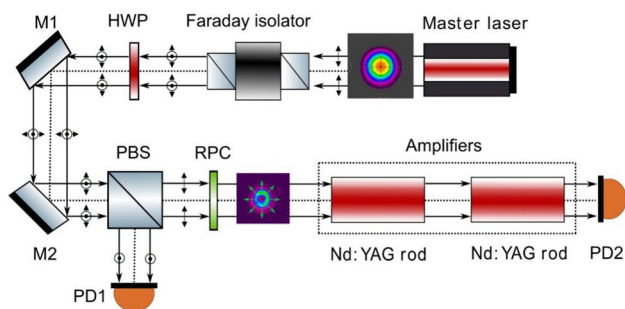 M1
HWP
Faraday isolator
Master laser
PBS
RPC
Amplifiers
M2
Nd: YAG rod
Nd: YAG rod
PD2
PD1